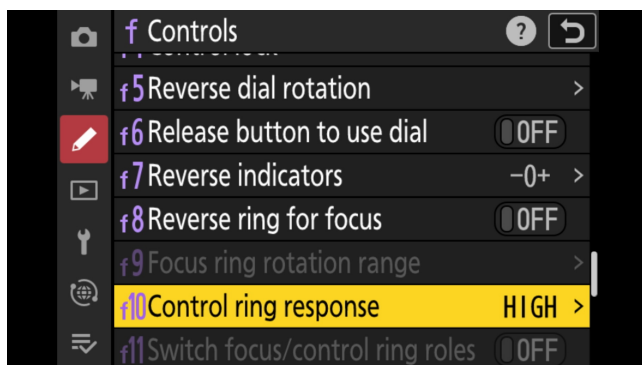 f Controls ?
f5 Reverse dial rotation >
f6 Release button to use dial OFF
f7 Reverse indicators −0+ >
f8 Reverse ring for focus OFF
f9 Focus ring rotation range >
f10 Control ring response HIGH >
f11 Switch focus/control ring roles OFF